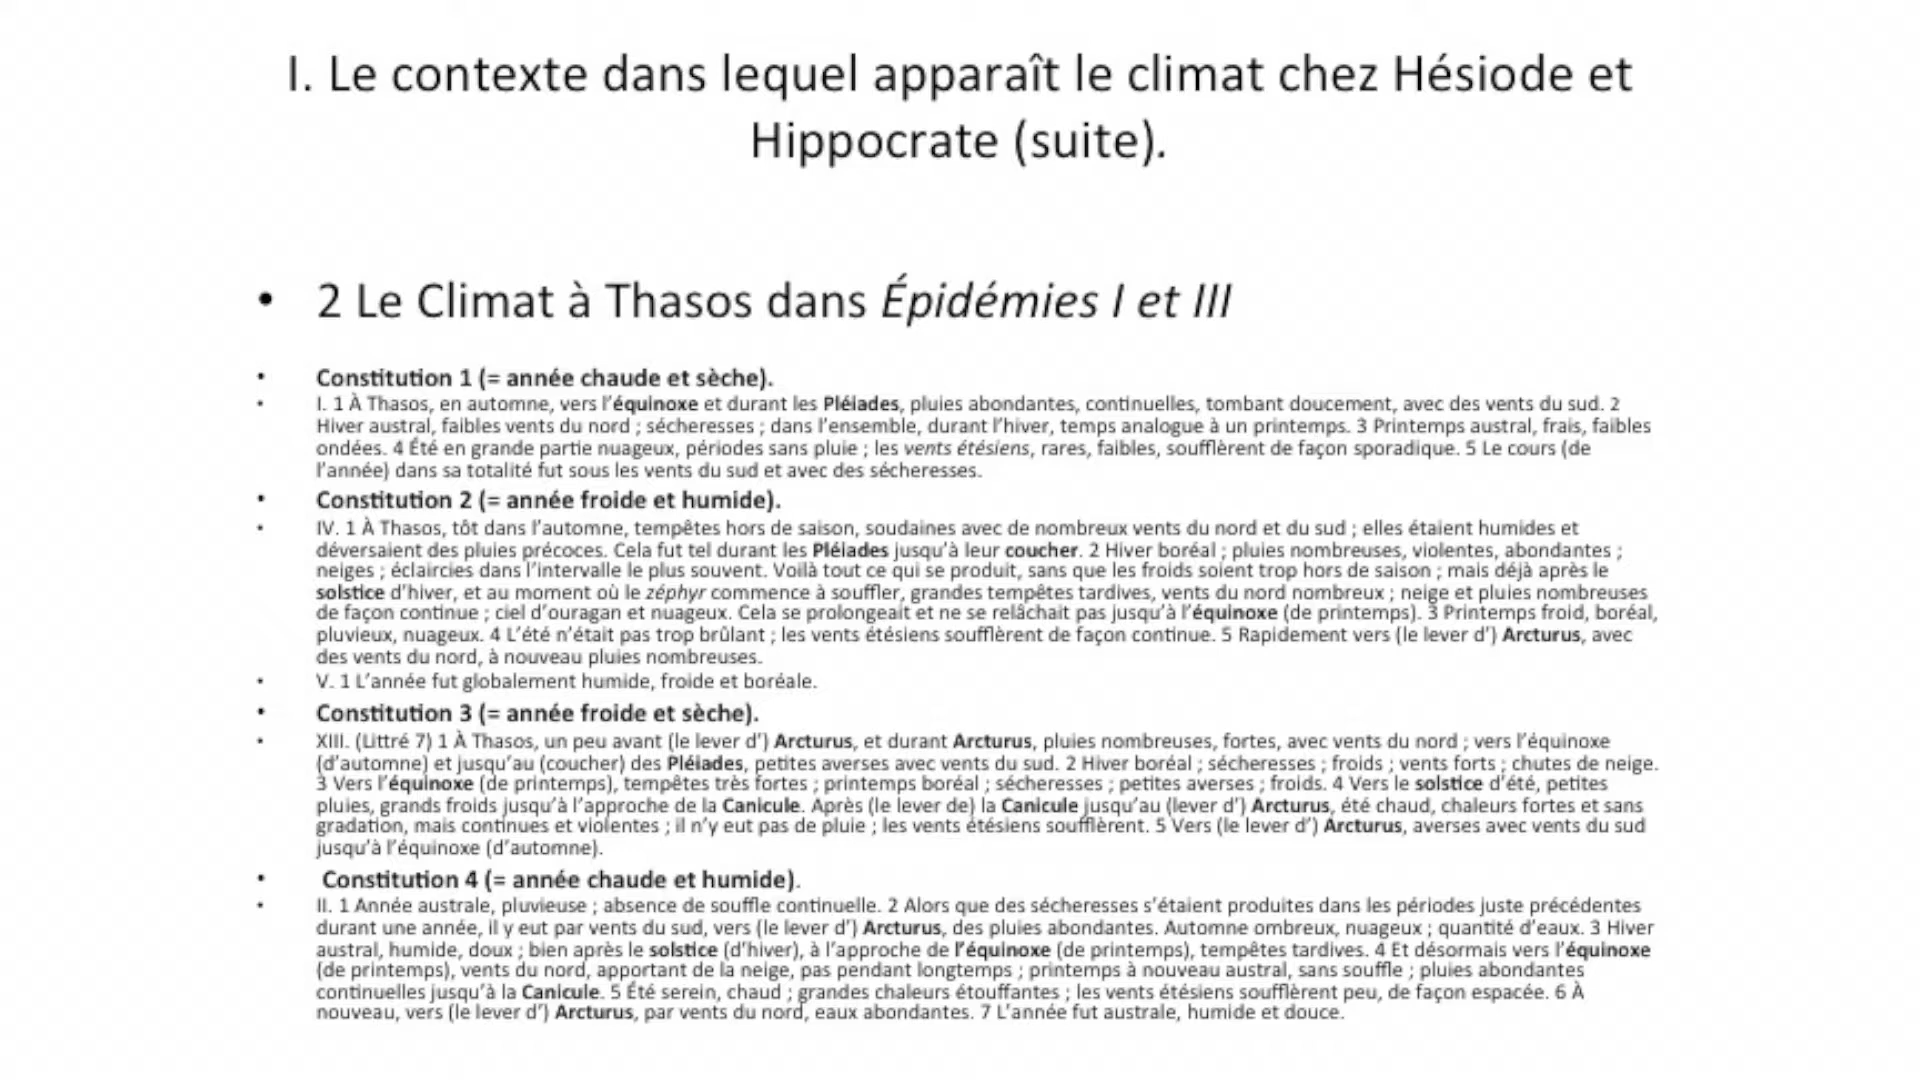 I. Le contexte dans lequel apparaît le climat chez Hésiode et
Hippocrate (suite).
• 2 Le Climat à Thasos dans Épidémies I et III
• Constitution 1 (= année chaude et sèche).
• I. 1 À Thasos, en automne, vers l’équinoxe et durant les Pléiades, pluies abondantes, continuelles, tombant doucement, avec des vents du sud. 2
Hiver austral, faibles vents du nord ; sécheresses ; dans l’ensemble, durant l’hiver, temps analogue à un printemps. 3 Printemps austral, frais, faibles
ondées. 4 Été en grande partie nuageux, périodes sans pluie ; les vents étésiens, rares, faibles, soufflèrent de façon sporadique. 5 Le cours (de
l’année) dans sa totalité fut sous les vents du sud et avec des sécheresses.
• Constitution 2 (= année froide et humide).
• IV. 1 À Thasos, tôt dans l’automne, tempêtes hors de saison, soudaines avec de nombreux vents du nord et du sud ; elles étaient humides et
déversaient des pluies précoces. Cela fut tel durant les Pléiades jusqu’à leur coucher. 2 Hiver boréal ; pluies nombreuses, violentes, abondantes ;
neiges ; éclaircies dans l’intervalle le plus souvent. Voilà tout ce qui se produit, sans que les froids soient trop hors de saison ; mais déjà après le
solstice d’hiver, et au moment où le zéphyr commence à souffler, grandes tempêtes tardives, vents du nord nombreux ; neige et pluies nombreuses
de façon continue ; ciel d’ouragan et nuageux. Cela se prolongeait et ne se relâchait pas jusqu’à l’équinoxe (de printemps). 3 Printemps froid, boréal,
pluvieux, nuageux. 4 L’été n’était pas trop brûlant ; les vents étésiens soufflèrent de façon continue. 5 Rapidement vers (le lever d’) Arcturus, avec
des vents du nord, à nouveau pluies nombreuses.
• V. 1 L’année fut globalement humide, froide et boréale.
• Constitution 3 (= année froide et sèche).
• XIII. (Littré 7) 1 À Thasos, un peu avant (le lever d’) Arcturus, et durant Arcturus, pluies nombreuses, fortes, avec vents du nord ; vers l’équinoxe
(d’automne) et jusqu’au (coucher) des Pléiades, petites averses avec vents du sud. 2 Hiver boréal ; sécheresses ; froids ; vents forts ; chutes de neige.
3 Vers l’équinoxe (de printemps), tempêtes très fortes ; printemps boréal ; sécheresses ; petites averses ; froids. 4 Vers le solstice d’été, petites
pluies, grands froids jusqu’à l’approche de la Canicule. Après (le lever de) la Canicule jusqu’au (lever d’) Arcturus, été chaud, chaleurs fortes et sans
gradation, mais continues et violentes ; il n’y eut pas de pluie ; les vents étésiens soufflèrent. 5 Vers (le lever d’) Arcturus, averses avec vents du sud
jusqu’à l’équinoxe (d’automne).
• Constitution 4 (= année chaude et humide).
• II. 1 Année australe, pluvieuse ; absence de souffle continuelle. 2 Alors que des sécheresses s’étaient produites dans les périodes juste précédentes
durant une année, il y eut par vents du sud, vers (le lever d’) Arcturus, des pluies abondantes. Automne ombreux, nuageux ; quantité d’eaux. 3 Hiver
austral, humide, doux ; bien après le solstice (d’hiver), à l’approche de l’équinoxe (de printemps), tempêtes tardives. 4 Et désormais vers l’équinoxe
(de printemps), vents du nord, apportant de la neige, pas pendant longtemps ; printemps à nouveau austral, sans souffle ; pluies abondantes
continuelles jusqu’à la Canicule. 5 Été serein, chaud ; grandes chaleurs étouffantes ; les vents étésiens soufflèrent peu, de façon espacée. 6 À
nouveau, vers (le lever d’) Arcturus, par vents du nord, eaux abondantes. 7 L’année fut australe, humide et douce.